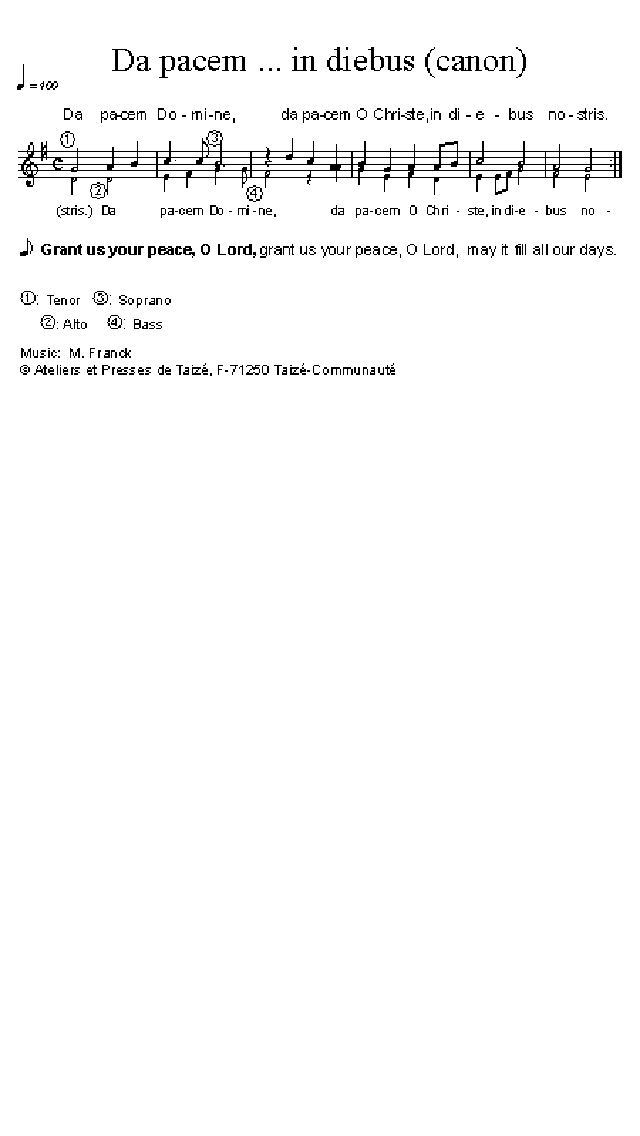 Da pacem ... in diebus (canon)
♩ = 100
Da pa-cem Do - mi-ne, da pa-cem O Chri-ste, in di - e - bus no - stris.
① ③
② ④
(stris.) Da pa-cem Do - mi-ne, da pa-cem O Chri - ste, in di-e - bus no -
Grant us your peace, O Lord, grant us your peace, O Lord, may it fill all our days.
①: Tenor ③: Soprano
②: Alto ④: Bass
Music: M. Franck
© Ateliers et Presses de Taizé, F-71250 Taizé-Communauté